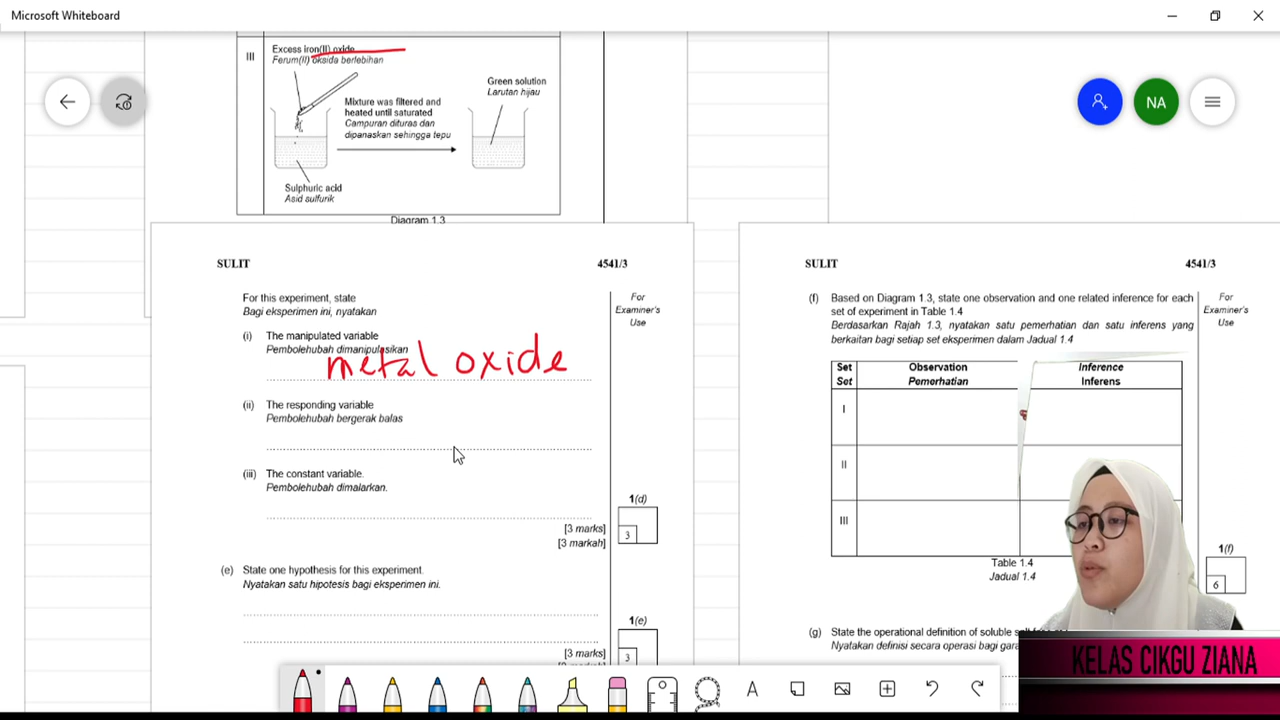 Microsoft Whiteboard
III
Excess iron(II) oxide
Ferum(II) oksida berlebihan
Green solution
Larutan hijau
Mixture was filtered and
heated until saturated
Campuran dituras dan
dipanaskan sehingga tepu
Sulphuric acid
Asid sulfurik
Diagram 1.3
NA
SULIT
4541/3
For this experiment, state
Bagi eksperimen ini, nyatakan
For
Examiner's
Use
(i) The manipulated variable
Pembolehubah dimanipulasikan
metal oxide
(ii) The responding variable
Pembolehubah bergerak balas
(iii) The constant variable.
Pembolehubah dimalarkan.
1(d)
3
[3 marks]
[3 markah]
(e) State one hypothesis for this experiment.
Nyatakan satu hipotesis bagi eksperimen ini.
1(e)
3
[3 marks]
SULIT
4541/3
(f) Based on Diagram 1.3, state one observation and one related inference for each
set of experiment in Table 1.4
Berdasarkan Rajah 1.3, nyatakan satu pemerhatian dan satu inferens yang
berkaitan bagi setiap set eksperimen dalam Jadual 1.4
For
Examiner's
Use
Set Observation Inference
Set Pemerhatian Inferens
I
II
III
Table 1.4
Jadual 1.4
1(f)
6
(g) State the operational definition of soluble
Nyatakan definisi secara operasi bagi
KELAS CIKGU ZIANA